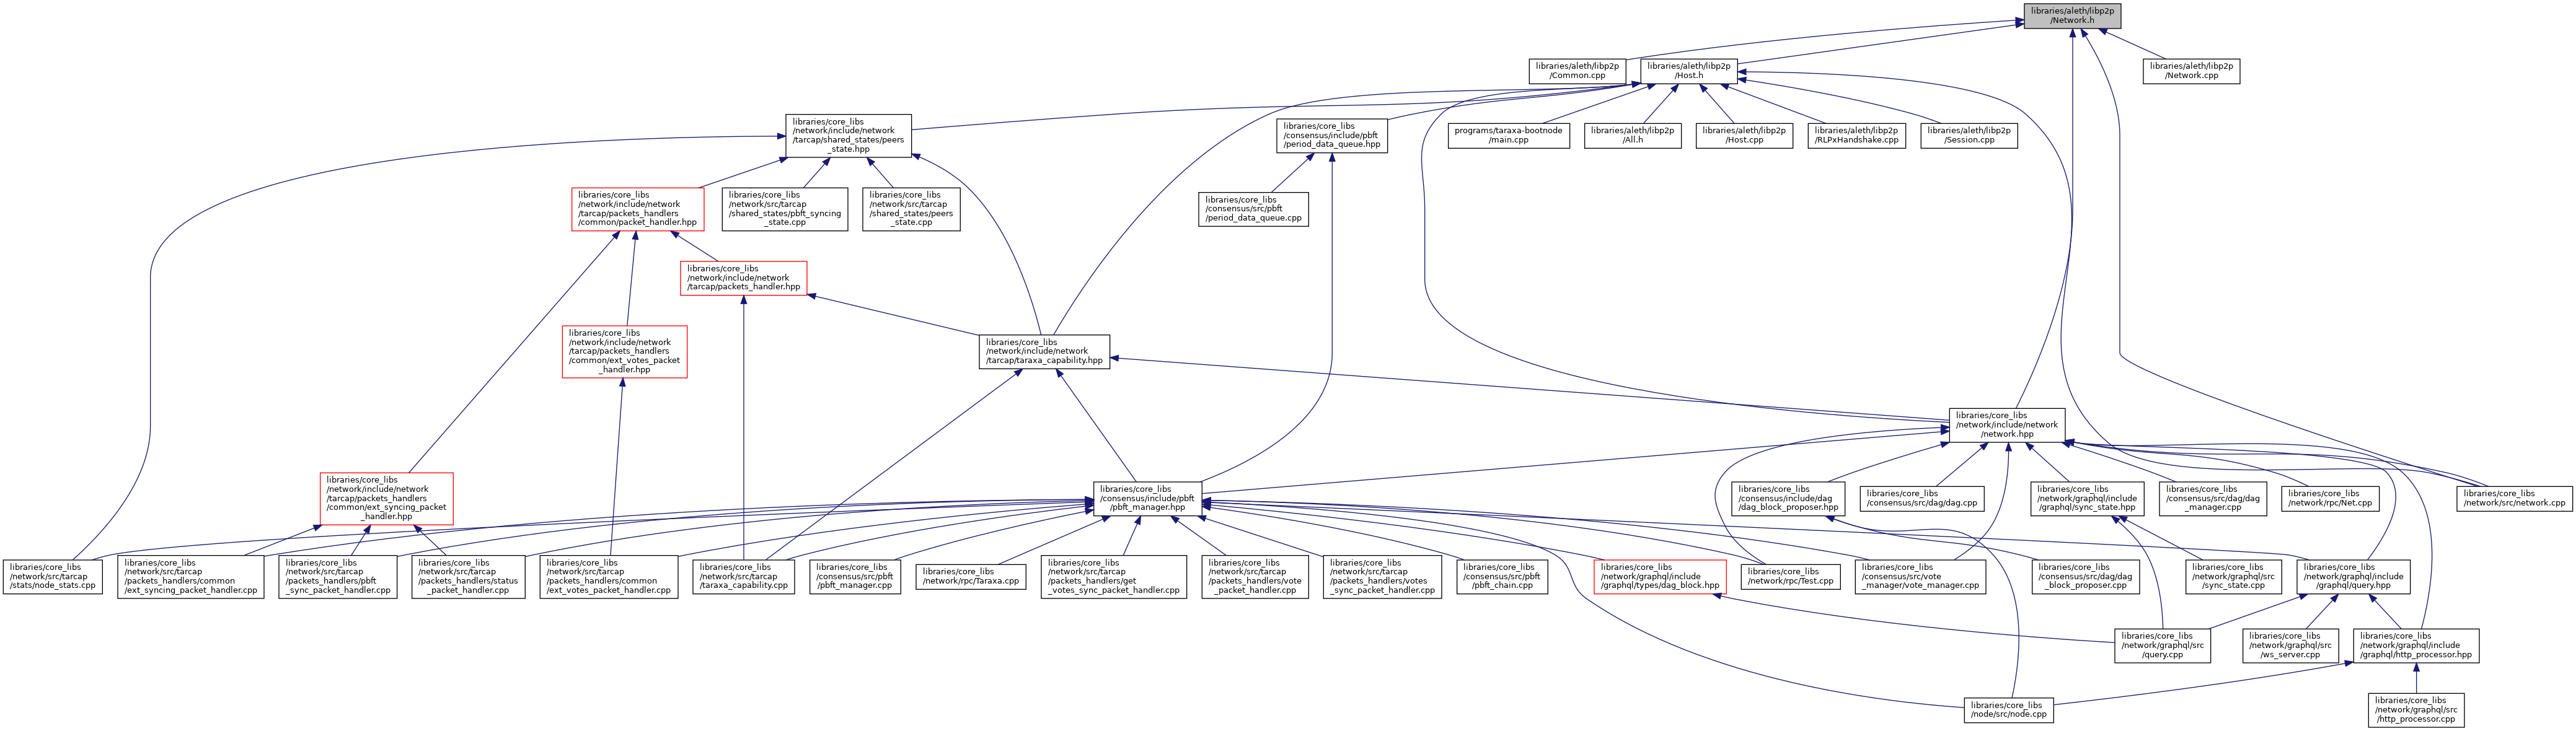 libraries/aleth/libp2p
/Network.h
libraries/aleth/libp2p
/Common.cpp
libraries/aleth/libp2p
/Host.h
libraries/aleth/libp2p
/Network.cpp
libraries/core_libs
/network/include/network
/tarcap/shared_states/peers
_state.hpp
libraries/core_libs
/consensus/include/pbft
/period_data_queue.hpp
programs/taraxa-bootnode
/main.cpp
libraries/aleth/libp2p
/All.h
libraries/aleth/libp2p
/Host.cpp
libraries/aleth/libp2p
/RLPxHandshake.cpp
libraries/aleth/libp2p
/Session.cpp
libraries/core_libs
/network/include/network
/tarcap/packets_handlers
/common/packet_handler.hpp
libraries/core_libs
/network/src/tarcap
/shared_states/pbft_syncing
_state.cpp
libraries/core_libs
/network/src/tarcap
/shared_states/peers
_state.cpp
libraries/core_libs
/consensus/src/pbft
/period_data_queue.cpp
libraries/core_libs
/network/include/network
/tarcap/packets_handler.hpp
libraries/core_libs
/network/include/network
/tarcap/packets_handlers
/common/ext_votes_packet
_handler.hpp
libraries/core_libs
/network/include/network
/tarcap/taraxa_capability.hpp
libraries/core_libs
/network/include/network
/network.hpp
libraries/core_libs
/network/include/network
/tarcap/packets_handlers
/common/ext_syncing_packet
_handler.hpp
libraries/core_libs
/consensus/include/pbft
/pbft_manager.hpp
libraries/core_libs
/consensus/include/dag
/dag_block_proposer.hpp
libraries/core_libs
/consensus/src/dag/dag.cpp
libraries/core_libs
/network/graphql/include
/graphql/sync_state.hpp
libraries/core_libs
/consensus/src/dag/dag
_manager.cpp
libraries/core_libs
/network/rpc/Net.cpp
libraries/core_libs
/network/src/network.cpp
libraries/core_libs
/network/src/tarcap
/stats/node_stats.cpp
libraries/core_libs
/network/src/tarcap
/packets_handlers/common
/ext_syncing_packet_handler.cpp
libraries/core_libs
/network/src/tarcap
/packets_handlers/pbft
_sync_packet_handler.cpp
libraries/core_libs
/network/src/tarcap
/packets_handlers/status
_packet_handler.cpp
libraries/core_libs
/network/src/tarcap
/packets_handlers/common
/ext_votes_packet_handler.cpp
libraries/core_libs
/network/src/tarcap
/taraxa_capability.cpp
libraries/core_libs
/consensus/src/pbft
/pbft_manager.cpp
libraries/core_libs
/network/rpc/Taraxa.cpp
libraries/core_libs
/network/src/tarcap
/packets_handlers/get
_votes_sync_packet_handler.cpp
libraries/core_libs
/network/src/tarcap
/packets_handlers/vote
_packet_handler.cpp
libraries/core_libs
/network/src/tarcap
/packets_handlers/votes
_sync_packet_handler.cpp
libraries/core_libs
/consensus/src/pbft
/pbft_chain.cpp
libraries/core_libs
/network/graphql/include
/graphql/types/dag_block.hpp
libraries/core_libs
/network/rpc/Test.cpp
libraries/core_libs
/consensus/src/vote
_manager/vote_manager.cpp
libraries/core_libs
/consensus/src/dag/dag
_block_proposer.cpp
libraries/core_libs
/network/graphql/src
/sync_state.cpp
libraries/core_libs
/network/graphql/include
/graphql/query.hpp
libraries/core_libs
/network/graphql/src
/query.cpp
libraries/core_libs
/network/graphql/src
/ws_server.cpp
libraries/core_libs
/network/graphql/include
/graphql/http_processor.hpp
libraries/core_libs
/node/src/node.cpp
libraries/core_libs
/network/graphql/src
/http_processor.cpp